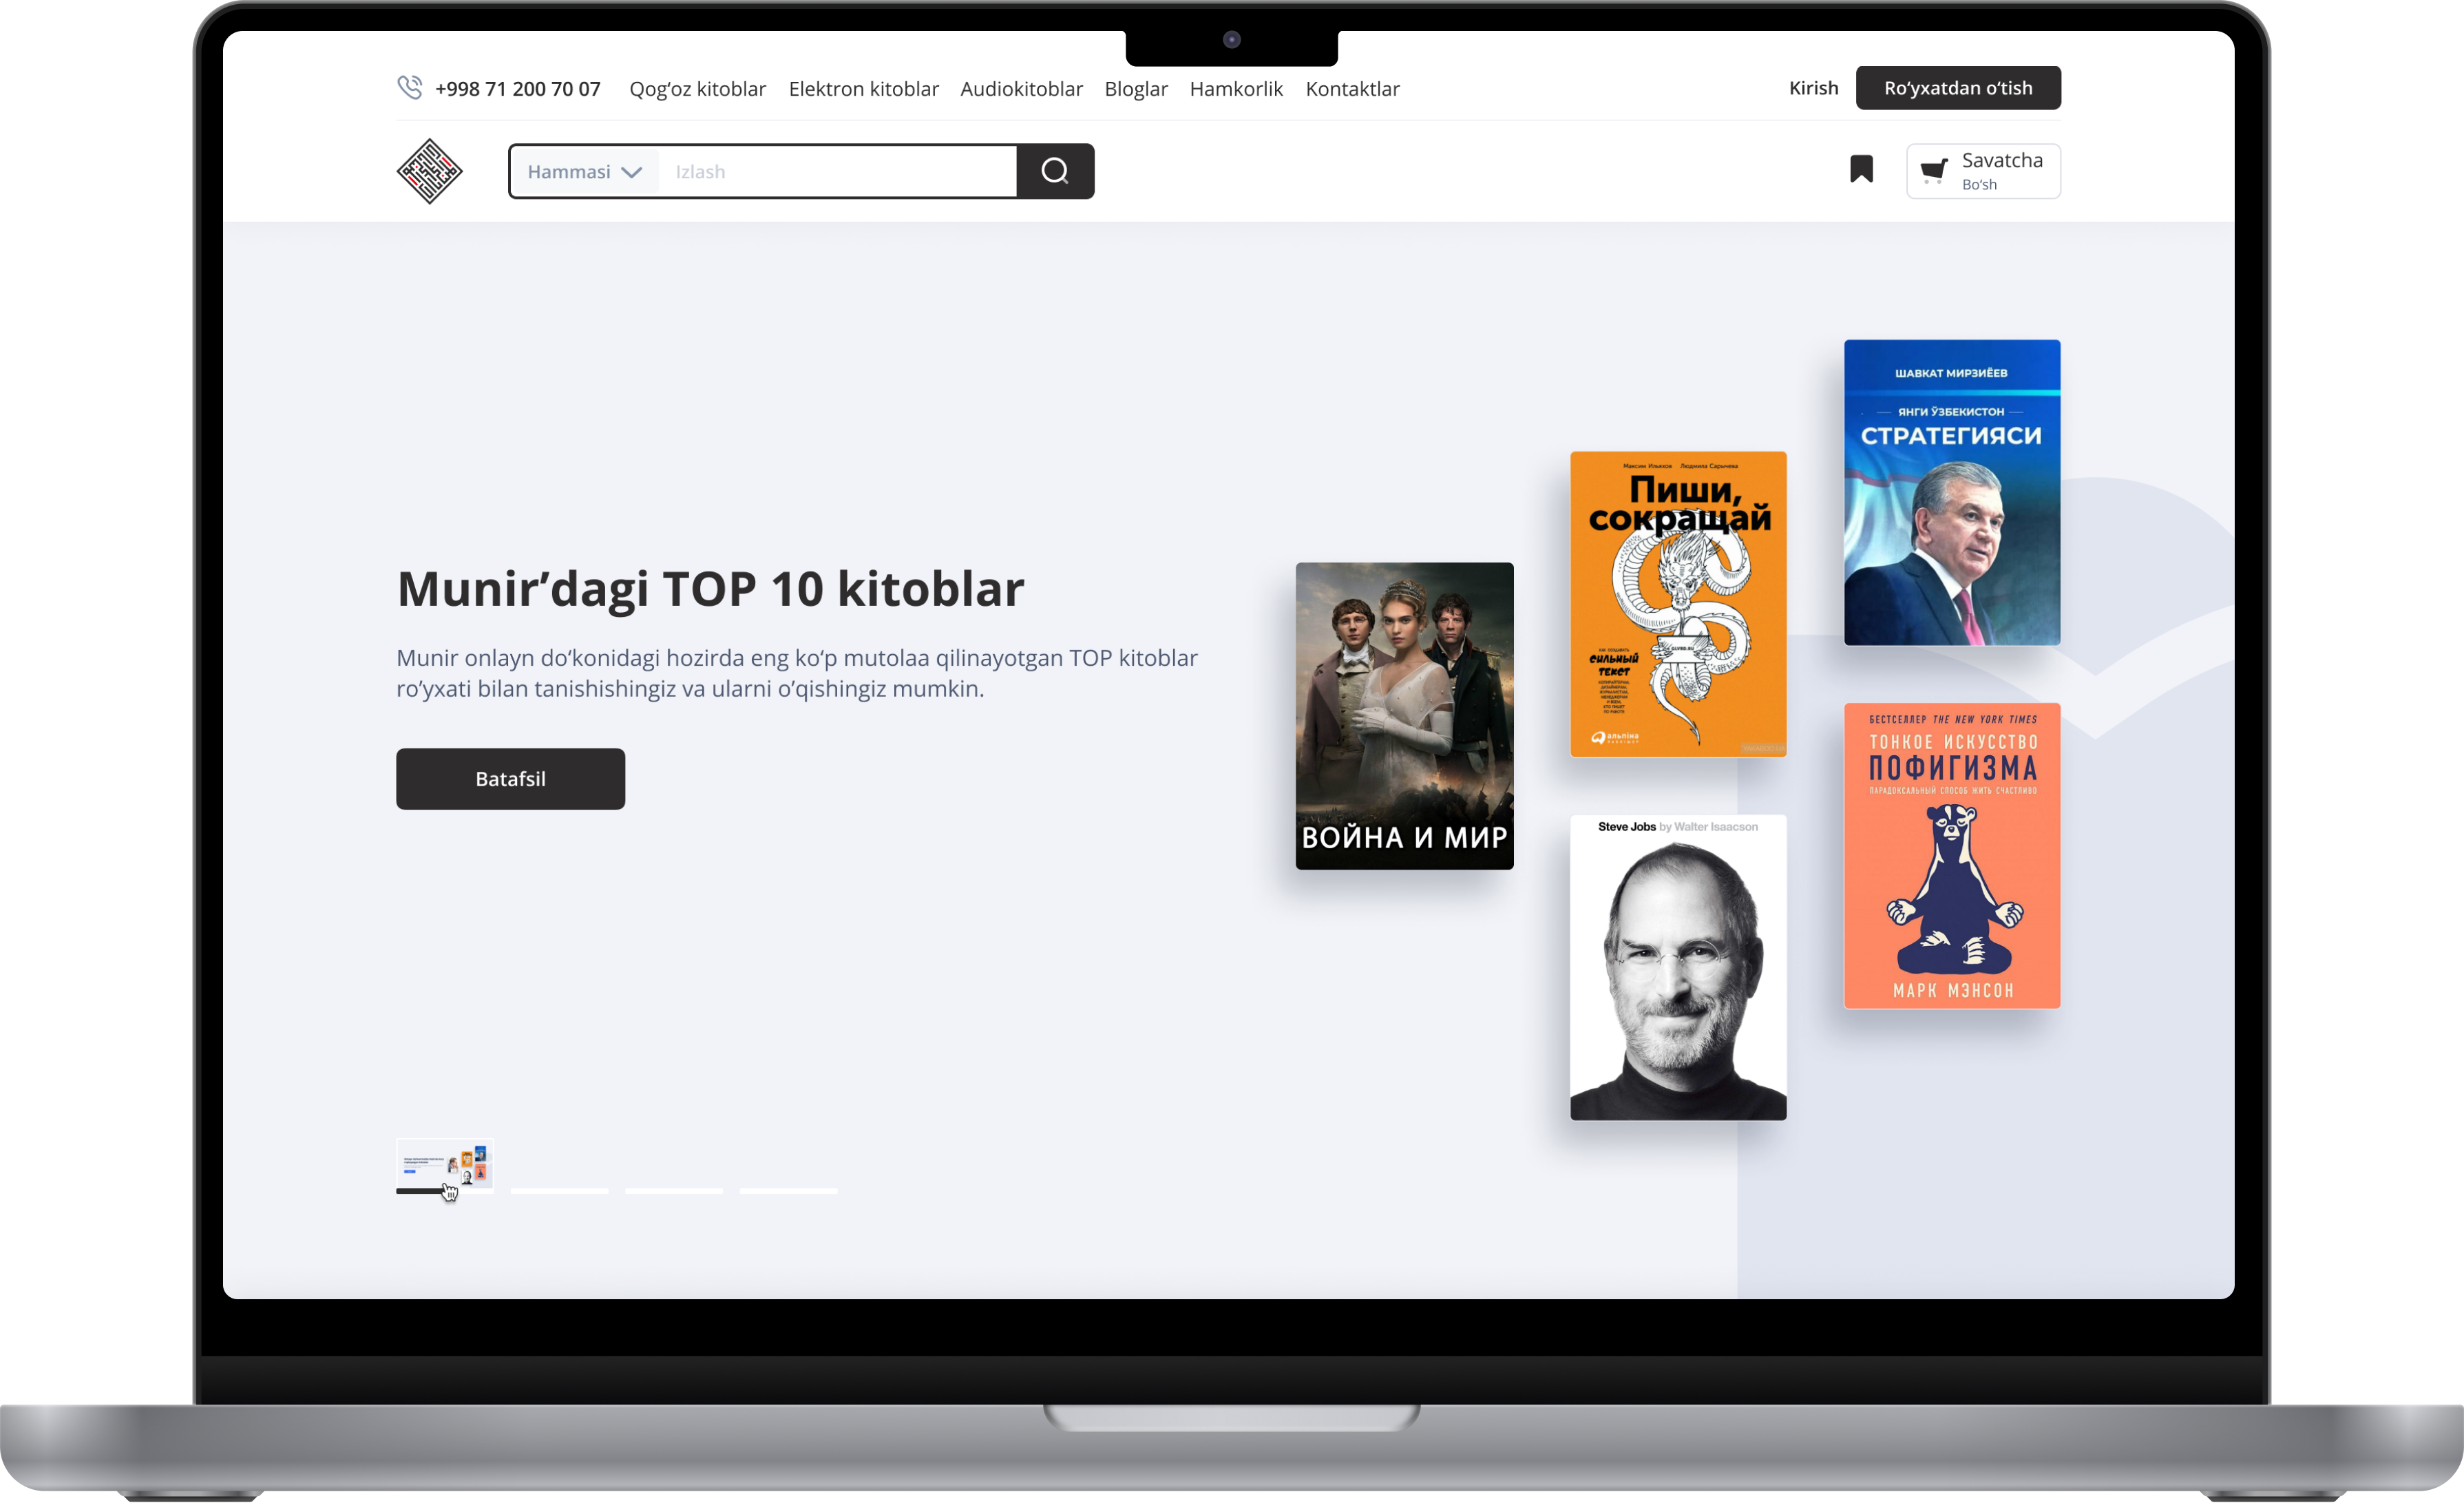 +998 71 200 70 07
Qog‘oz kitoblar
Elektron kitoblar
Audiokitoblar
Bloglar
Hamkorlik
Kontaktlar
Kirish
Ro‘yxatdan o‘tish
Hammasi
Izlash
Savatcha
Bo‘sh
Munir’dagi TOP 10 kitoblar
Munir onlayn do‘konidagi hozirda eng ko‘p mutolaa qilinayotgan TOP kitoblar
ro’yxati bilan tanishishingiz va ularni o’qishingiz mumkin.
Batafsil
ВОЙНА И МИР
Максим Ильяхов Людмила Сарычева
Пиши,
сокращай
GLVRD.RU
КАК СОЗДАВАТЬ
СИЛЬНЫЙ
ТЕКСТ
альпіна
Steve Jobs by Walter Isaacson
ШАВКАТ МИРЗИЁЕВ
ЯНГИ ЎЗБЕКИСТОН
СТРАТЕГИЯСИ
БЕСТСЕЛЛЕР THE NEW YORK TIMES
ТОНКОЕ ИСКУССТВО
ПОФИГИЗМА
ПАРАДОКСАЛЬНЫЙ СПОСОБ ЖИТЬ СЧАСТЛИВО
МАРК МЭНСОН